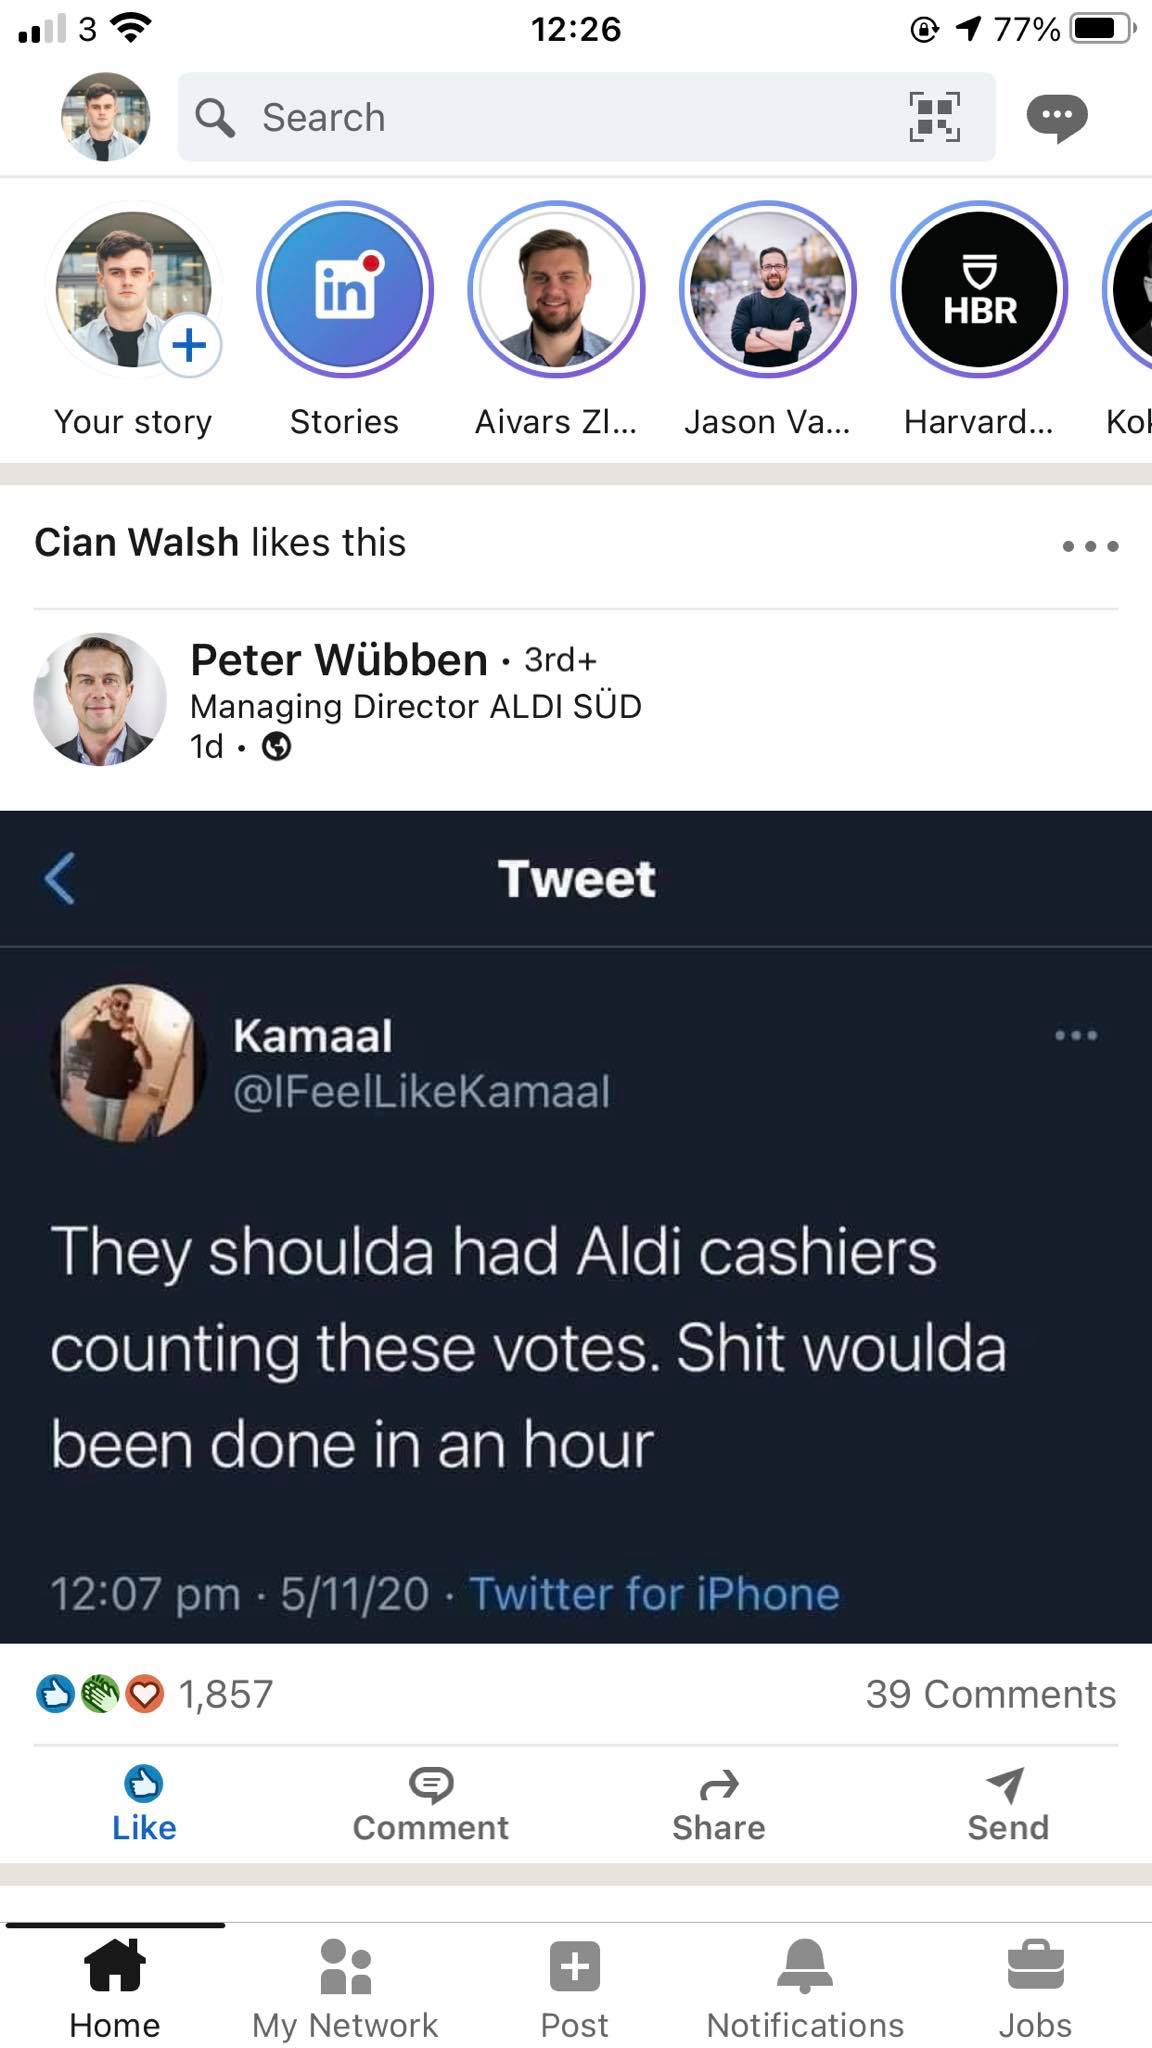 3 12:26 77%
Search
in
HBR
Your story Stories Aivars Zl... Jason Va... Harvard... Kok
Cian Walsh likes this
Peter Wübben · 3rd+
Managing Director ALDI SÜD
1d ·
Tweet
Kamaal
@IFeelLikeKamaal
They shoulda had Aldi cashiers
counting these votes. Shit woulda
been done in an hour
12:07 pm · 5/11/20 · Twitter for iPhone
1,857 39 Comments
Like Comment Share Send
Home My Network Post Notifications Jobs